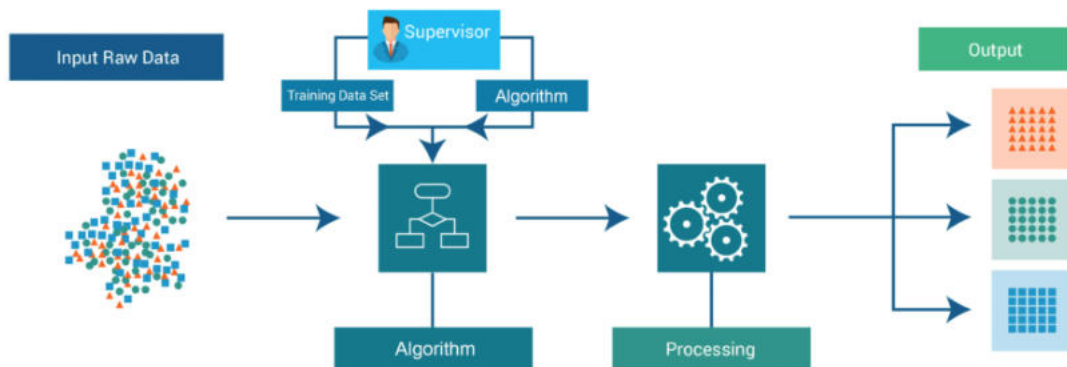 Input Raw Data
Supervisor
Output
Training Data Set
Algorithm
Algorithm
Processing